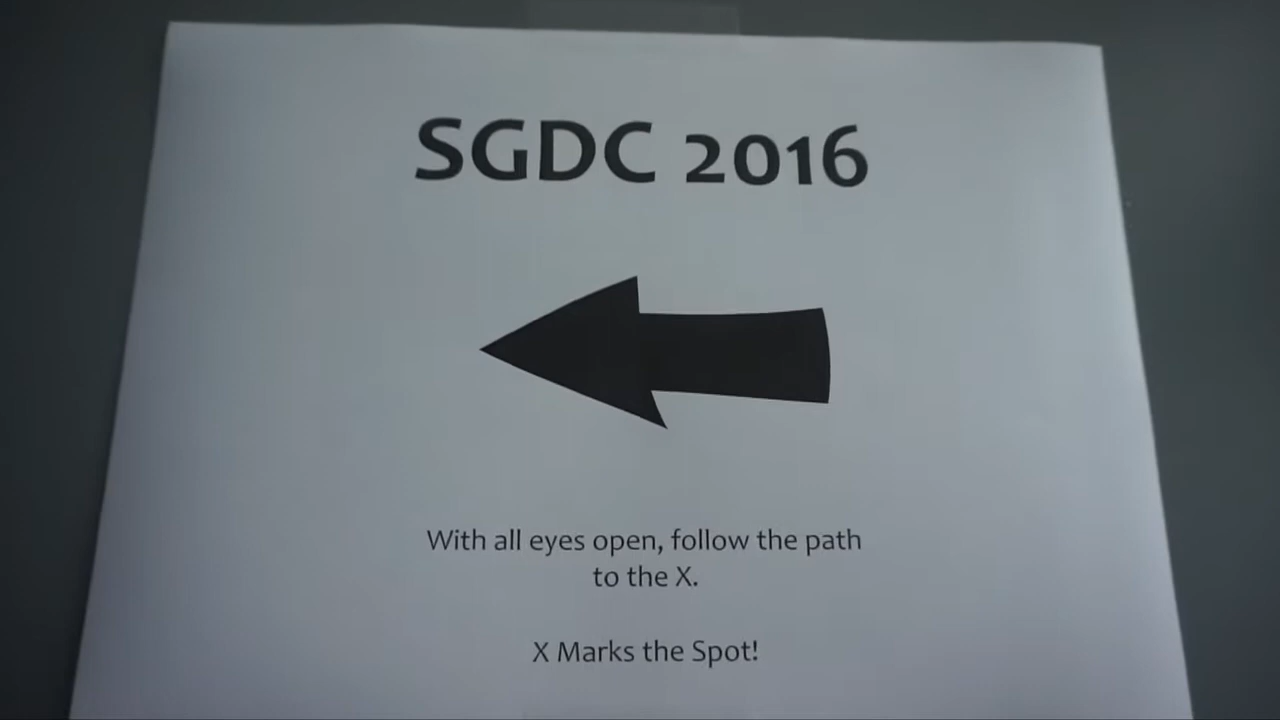 SGDC 2016
With all eyes open, follow the path
to the X.
X Marks the Spot!